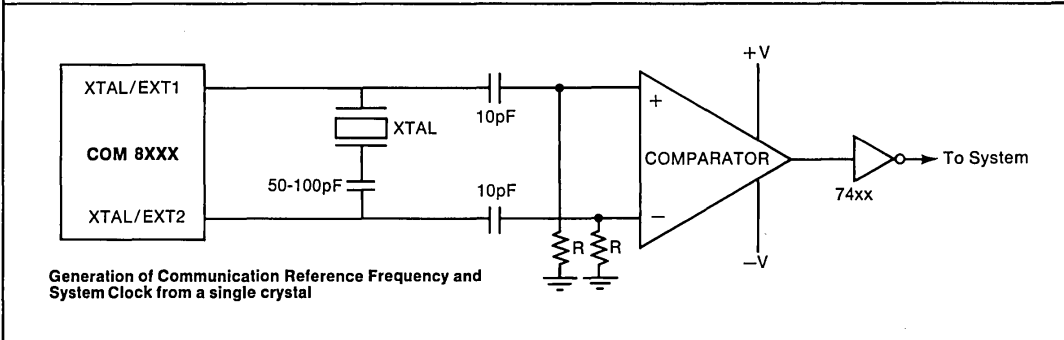 +V
XTAL/EXT1
10pF
+
XTAL
COM 8XXX
COMPARATOR
To System
50-100pF
10pF
74xx
XTAL/EXT2
−
R
R
−V
Generation of Communication Reference Frequency and
System Clock from a single crystal